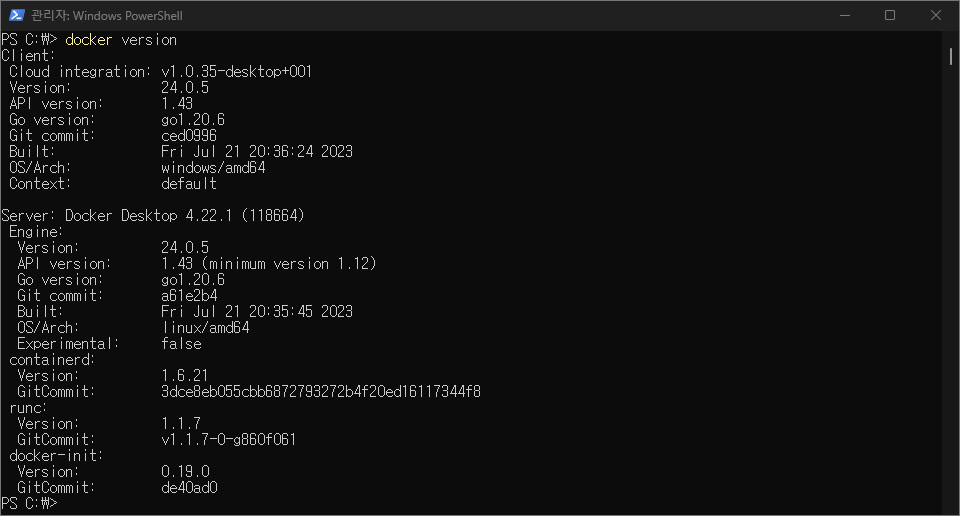 관리자: Windows PowerShell
PS C:₩> docker version
Client:
 Cloud integration: v1.0.35-desktop+001
 Version:           24.0.5
 API version:       1.43
 Go version:        go1.20.6
 Git commit:        ced0996
 Built:             Fri Jul 21 20:36:24 2023
 OS/Arch:           windows/amd64
 Context:           default

Server: Docker Desktop 4.22.1 (118664)
 Engine:
  Version:          24.0.5
  API version:      1.43 (minimum version 1.12)
  Go version:       go1.20.6
  Git commit:       a61e2b4
  Built:            Fri Jul 21 20:35:45 2023
  OS/Arch:          linux/amd64
  Experimental:     false
 containerd:
  Version:          1.6.21
  GitCommit:        3dce8eb055cbb6872793272b4f20ed16117344f8
 runc:
  Version:          1.1.7
  GitCommit:        v1.1.7-0-g860f061
 docker-init:
  Version:          0.19.0
  GitCommit:        de40ad0
PS C:₩>